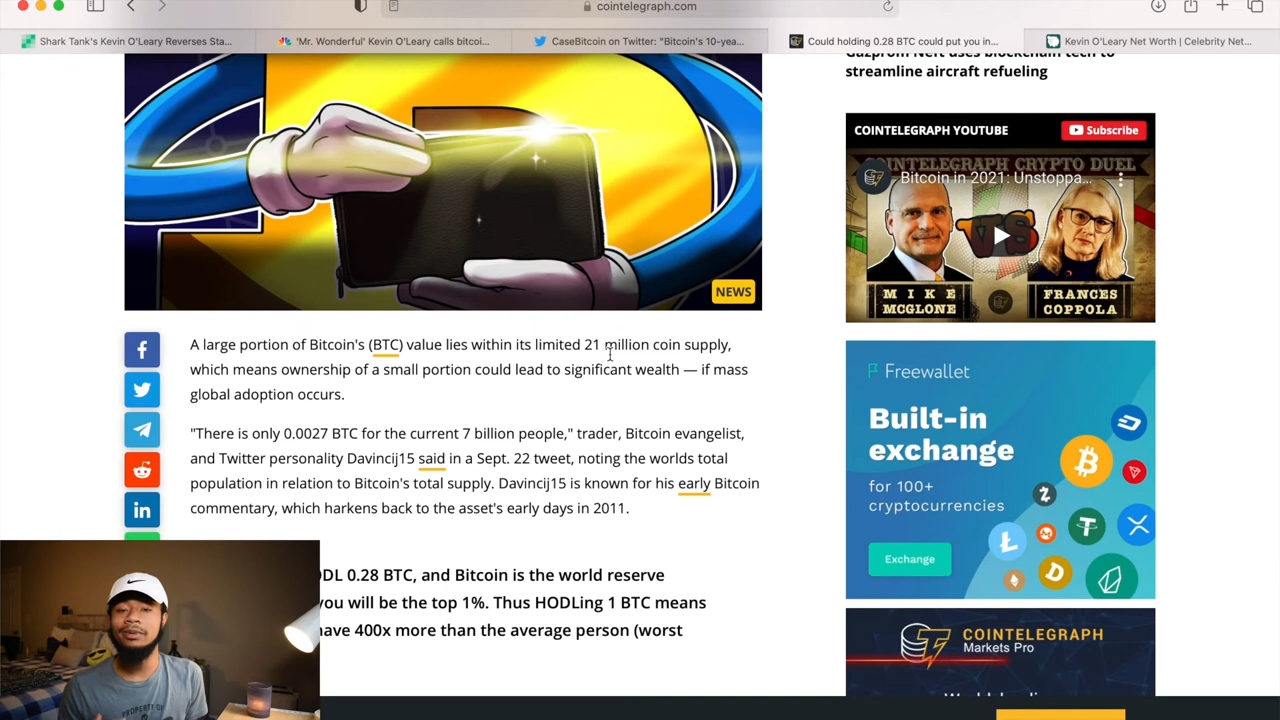 cointelegraph.com
Shark Tank's Kevin O'Leary Reverses Sta...
'Mr. Wonderful' Kevin O'Leary calls bitcoi...
CaseBitcoin on Twitter: "Bitcoin's 10-yea...
Could holding 0.28 BTC could put you in...
Kevin O'Leary Net Worth | Celebrity Net...
Gazprom Neft uses blockchain tech to
streamline aircraft refueling
COINTELEGRAPH YOUTUBE
Subscribe
COINTELEGRAPH CRYPTO DUEL
Bitcoin in 2021: Unstoppa...
VS
MIKE
MCGLONE
FRANCES
COPPOLA
NEWS
A large portion of Bitcoin's (BTC) value lies within its limited 21 million coin supply,
which means ownership of a small portion could lead to significant wealth — if mass
global adoption occurs.
"There is only 0.0027 BTC for the current 7 billion people," trader, Bitcoin evangelist,
and Twitter personality Davincij15 said in a Sept. 22 tweet, noting the worlds total
population in relation to Bitcoin's total supply. Davincij15 is known for his early Bitcoin
commentary, which harkens back to the asset's early days in 2011.
DL 0.28 BTC, and Bitcoin is the world reserve
you will be the top 1%. Thus HODLing 1 BTC means
have 400x more than the average person (worst
Freewallet
Built-in
exchange
for 100+
cryptocurrencies
Exchange
COINTELEGRAPH
Markets Pro
PROPERTY OF